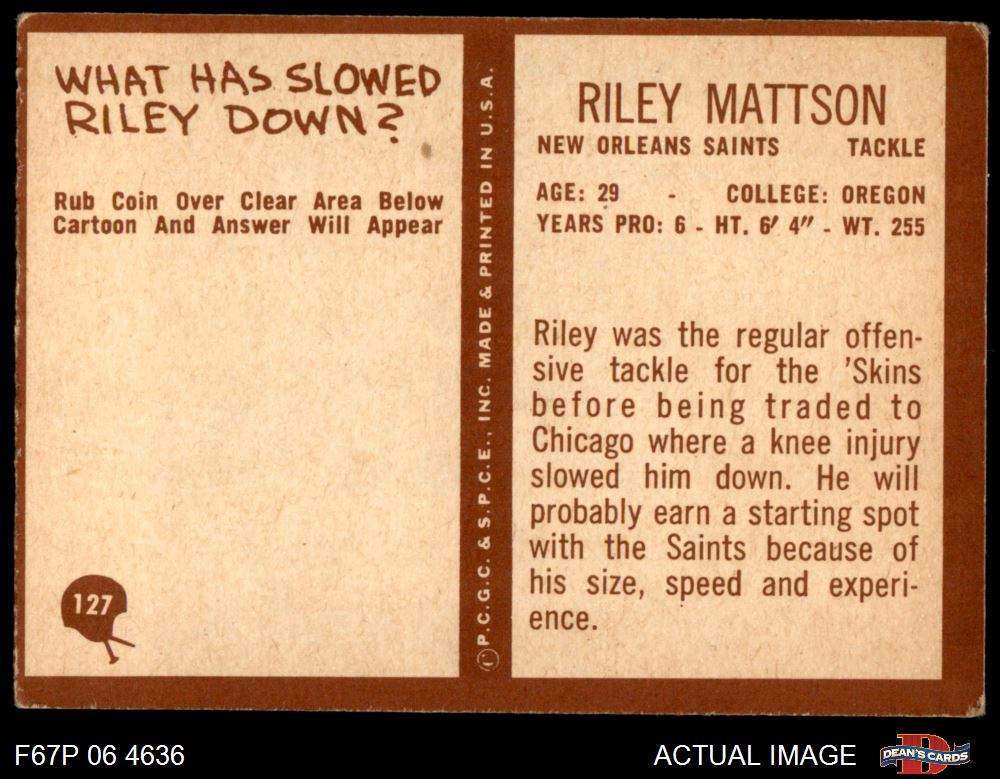 WHAT HAS SLOWED
RILEY DOWN?
Rub Coin Over Clear Area Below
Cartoon And Answer Will Appear
127
©P.C.G.C. & S.P.C.E., INC. MADE & PRINTED IN U.S.A.
RILEY MATTSON
NEW ORLEANS SAINTS TACKLE
AGE: 29 - COLLEGE: OREGON
YEARS PRO: 6 - HT. 6' 4" - WT. 255
Riley was the regular offen-
sive tackle for the 'Skins
before being traded to
Chicago where a knee injury
slowed him down. He will
probably earn a starting spot
with the Saints because of
his size, speed and experi-
ence.
F67P 06 4636
ACTUAL IMAGE
D
DEAN'S CARDS